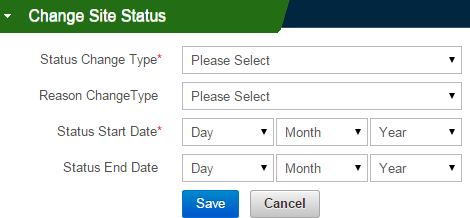 Change Site Status
Status Change Type* Please Select
Reason ChangeType Please Select
Status Start Date* Day Month Year
Status End Date Day Month Year
Save Cancel